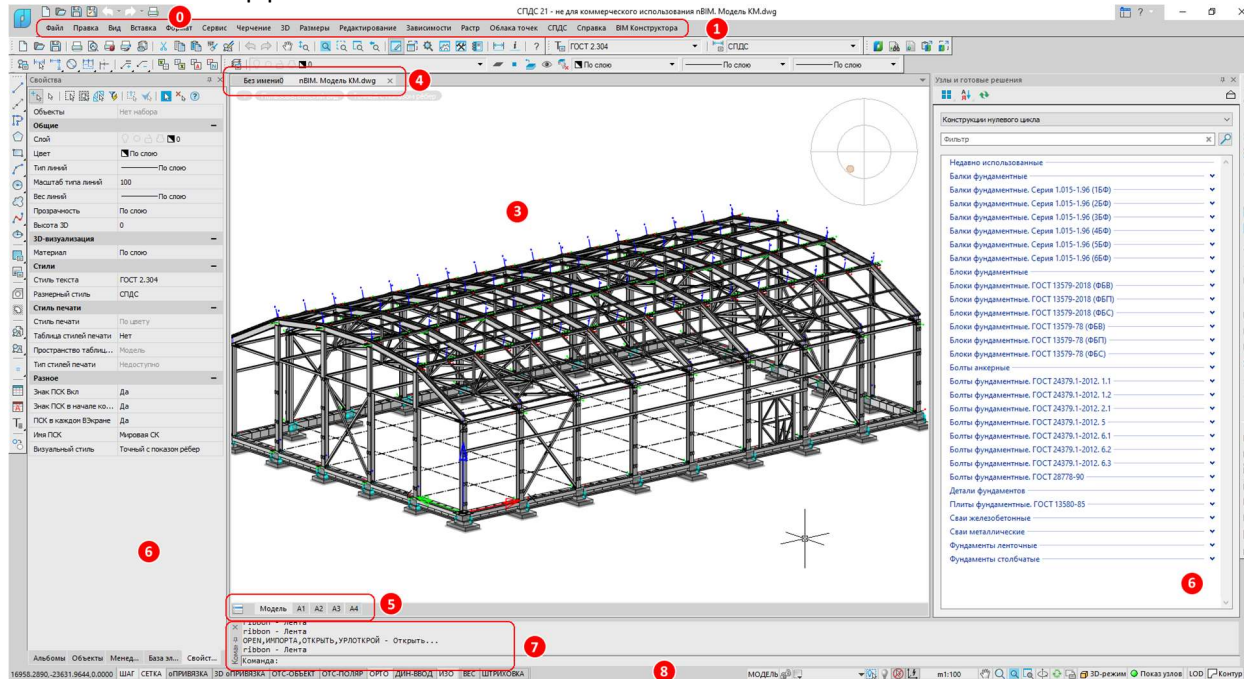 СПДС 21 - не для коммерческого использования nBIM. Модель КМ.dwg
0
Файл Правка Вид Вставка Формат Сервис Черчение 3D Размеры Редактирование Зависимости Растр Облака точек СПДС Справка BIM Конструктора
1
ГОСТ 2.304
СПДС
0
По слою
По слою
По слою
Свойства
Без имени0
nBIM. Модель КМ.dwg
4
Узлы и готовые решения
Объекты Нет набора
Общие
Слой 0
Цвет По слою
Тип линий По слою
Масштаб типа линий 100
Вес линий По слою
Прозрачность По слою
Высота 3D 0
3D-визуализация
Материал По слою
Стили
Стиль текста ГОСТ 2.304
Размерный стиль СПДС
Стиль печати
Стиль печати По цвету
Таблица стилей печати Нет
Пространство таблиц... Модель
Тип стилей печати Недоступно
Разное
Знак ПСК Вкл Да
Знак ПСК в начале ко... Да
ПСК в каждом ВЭкране Да
Имя ПСК Мировая СК
Визуальный стиль Точный с показом рёбер
6
Альбомы Объекты Менед... База эл... Свойст...
3
Конструкции нулевого цикла
Фильтр
Недавно использованные
Балки фундаментные
Балки фундаментные. Серия 1.015-1.96 (1БФ)
Балки фундаментные. Серия 1.015-1.96 (2БФ)
Балки фундаментные. Серия 1.015-1.96 (3БФ)
Балки фундаментные. Серия 1.015-1.96 (4БФ)
Балки фундаментные. Серия 1.015-1.96 (5БФ)
Балки фундаментные. Серия 1.015-1.96 (6БФ)
Блоки фундаментные
Блоки фундаментные. ГОСТ 13579-2018 (ФБВ)
Блоки фундаментные. ГОСТ 13579-2018 (ФБП)
Блоки фундаментные. ГОСТ 13579-2018 (ФБС)
Блоки фундаментные. ГОСТ 13579-78 (ФБВ)
Блоки фундаментные. ГОСТ 13579-78 (ФБП)
Блоки фундаментные. ГОСТ 13579-78 (ФБС)
Болты анкерные
Болты фундаментные. ГОСТ 24379.1-2012. 1.1
Болты фундаментные. ГОСТ 24379.1-2012. 1.2
Болты фундаментные. ГОСТ 24379.1-2012. 2.1
Болты фундаментные. ГОСТ 24379.1-2012. 5
Болты фундаментные. ГОСТ 24379.1-2012. 6.1
Болты фундаментные. ГОСТ 24379.1-2012. 6.2
Болты фундаментные. ГОСТ 24379.1-2012. 6.3
Болты фундаментные. ГОСТ 28778-90
Детали фундаментов
Плиты фундаментные. ГОСТ 13580-85
Сваи железобетонные
Сваи металлические
Фундаменты ленточные
Фундаменты столбчатые
6
Модель А1 А2 А3 А4
5
ribbon - Лента
OPEN,ИМПОРТА,ОТКРЫТЬ,УРЛОТКРОЙ - Открыть...
ribbon - Лента
Команда:
7
16958.2890,-23631.9644,0.0000 ШАГ СЕТКА оПРИВЯЗКА 3D оПРИВЯЗКА ОТС-ОБЪЕКТ ОТС-ПОЛЯР ОРТО ДИН-ВВОД ИЗО ВЕС ШТРИХОВКА
8
МОДЕЛЬ
m1:100
3D-режим Показ узлов LOD Контур